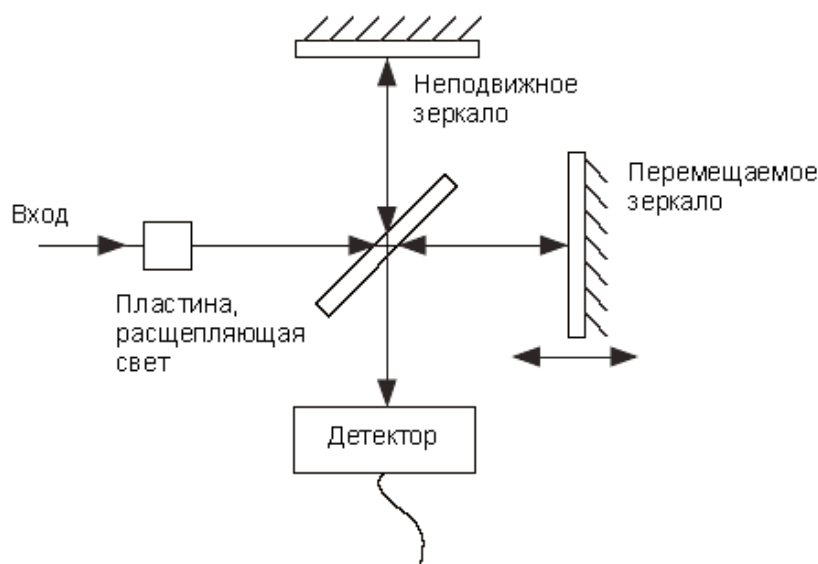 Неподвижное
зеркало
Перемещаемое
зеркало
Вход
Пластина,
расщепляющая
свет
Детектор